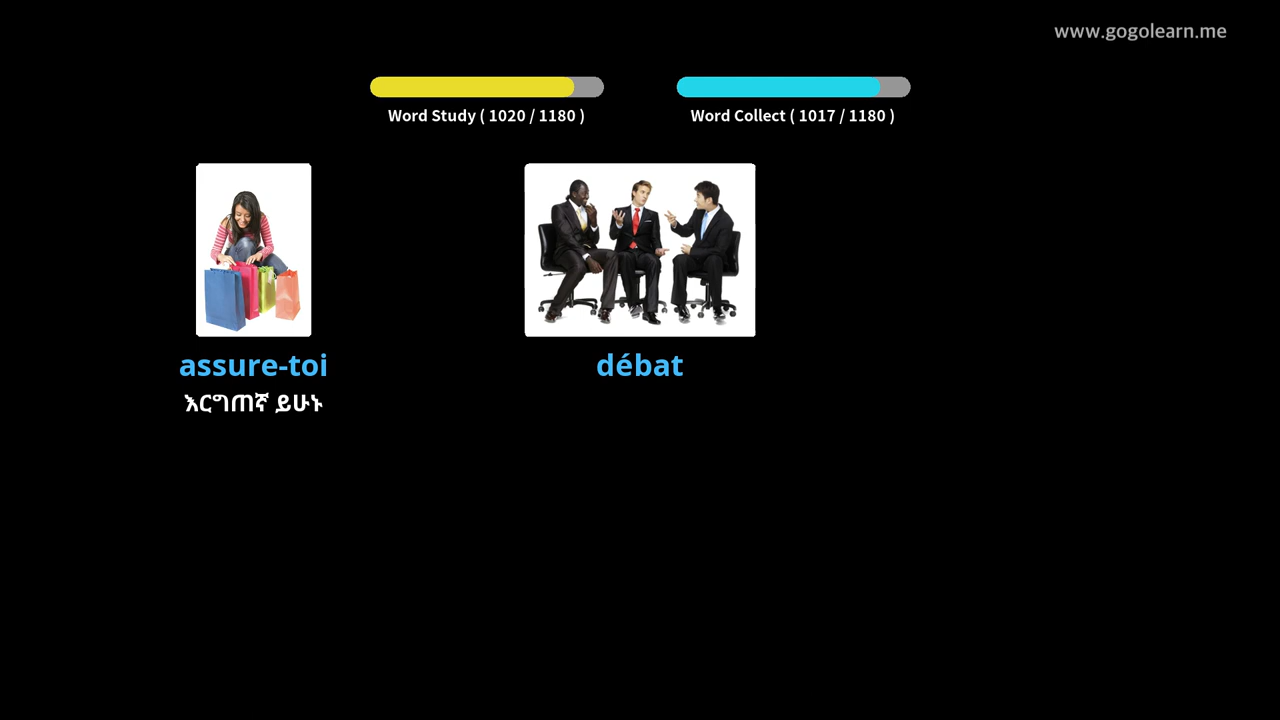 www.gogolearn.me
Word Study ( 1020 / 1180 )
Word Collect ( 1017 / 1180 )
assure-toi
débat
እርግጠኛ ይሁኑ